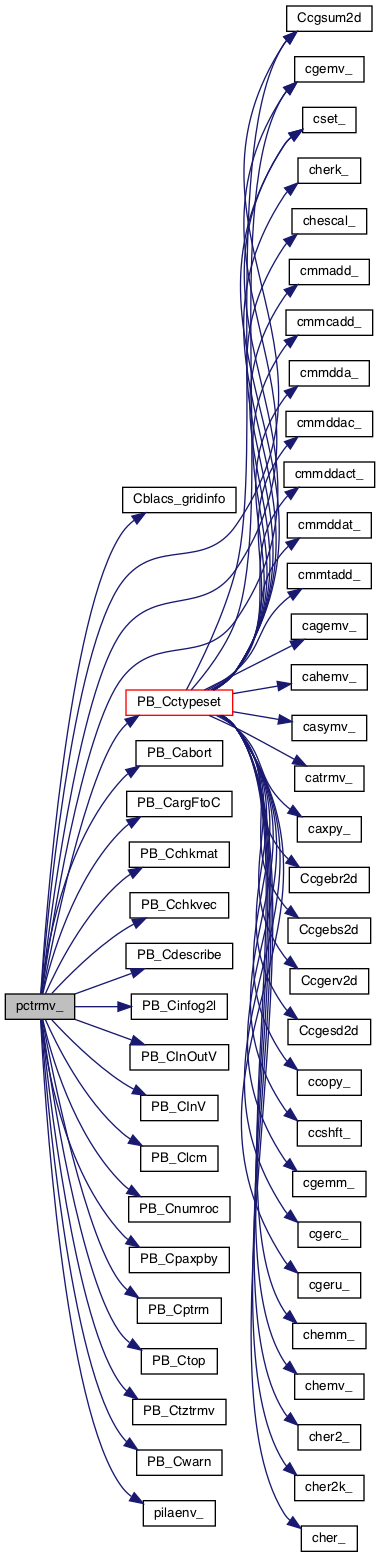 Ccgsum2d
cgemv_
cset_
cherk_
chescal_
cmmadd_
cmmcadd_
cmmdda_
cmmddac_
cmmddact_
Cblacs_gridinfo
cmmddat_
cmmtadd_
cagemv_
cahemv_
PB_Cctypeset
casymv_
PB_Cabort
catrmv_
PB_CargFtoC
caxpy_
PB_Cchkmat
Ccgebr2d
PB_Cchkvec
Ccgebs2d
PB_Cdescribe
Ccgerv2d
pctrmv_
PB_Cinfog2l
Ccgesd2d
PB_CInOutV
ccopy_
PB_CInV
ccshft_
PB_Clcm
cgemm_
PB_Cnumroc
cgerc_
PB_Cpaxpby
cgeru_
PB_Cptrm
chemm_
PB_Ctop
chemv_
PB_Ctztrmv
cher2_
PB_Cwarn
cher2k_
pilaenv_
cher_